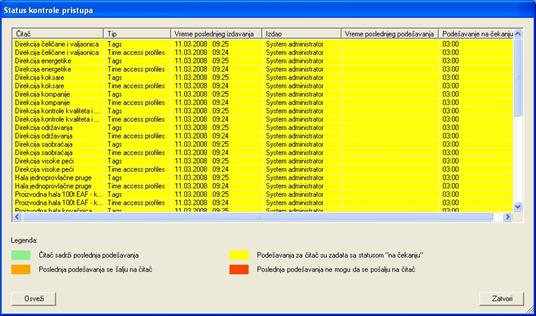 Status kontrole pristupa
Čitač Tip Vreme poslednjeg izdavanja Izdao Vreme poslednjeg podešavanja Podešavanje na čekanju
Direkcija čeličane i valjaonica Tags 11.03.2008 09:25 System administrator 03:00
Direkcija čeličane i valjaonica Time access profiles 11.03.2008 09:24 System administrator 03:00
Direkcija energetike Tags 11.03.2008 09:25 System administrator 03:00
Direkcija energetike Time access profiles 11.03.2008 09:24 System administrator 03:00
Direkcija koksare Tags 11.03.2008 09:25 System administrator 03:00
Direkcija koksare Time access profiles 11.03.2008 09:24 System administrator 03:00
Direkcija kompanije Tags 11.03.2008 09:25 System administrator 03:00
Direkcija kompanije Time access profiles 11.03.2008 09:24 System administrator 03:00
Direkcija kontrole kvaliteta i ... Tags 11.03.2008 09:25 System administrator 03:00
Direkcija kontrole kvaliteta i ... Time access profiles 11.03.2008 09:24 System administrator 03:00
Direkcija održavanja Tags 11.03.2008 09:25 System administrator 03:00
Direkcija održavanja Time access profiles 11.03.2008 09:24 System administrator 03:00
Direkcija saobraćaja Tags 11.03.2008 09:25 System administrator 03:00
Direkcija saobraćaja Time access profiles 11.03.2008 09:24 System administrator 03:00
Direkcija visoke peći Tags 11.03.2008 09:25 System administrator 03:00
Direkcija visoke peći Time access profiles 11.03.2008 09:24 System administrator 03:00
Hala jednoprovlačne pruge Tags 11.03.2008 09:25 System administrator 03:00
Hala jednoprovlačne pruge Time access profiles 11.03.2008 09:24 System administrator 03:00
Proizvodna hala 100t EAF - k... Tags 11.03.2008 09:25 System administrator 03:00
Proizvodna hala 100t EAF - k... Time access profiles 11.03.2008 09:24 System administrator 03:00
Proizvodna hala kovačnica Tags 11.03.2008 09:25 System administrator 03:00
Legenda:
Čitač sadrži poslednja podešavanja
Podešavanja za čitač su zadata sa statusom "na čekanju"
Poslednja podešavanja se šalju na čitač
Poslednja podešavanja ne mogu da se pošalju na čitač
Osveži
Zatvori